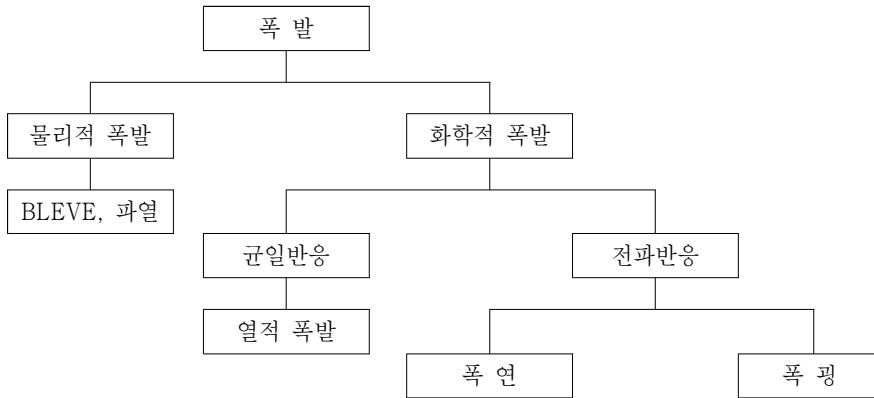 폭 발
물리적 폭발
화학적 폭발
BLEVE, 파열
균일반응
전파반응
열적 폭발
폭 연
폭 굉